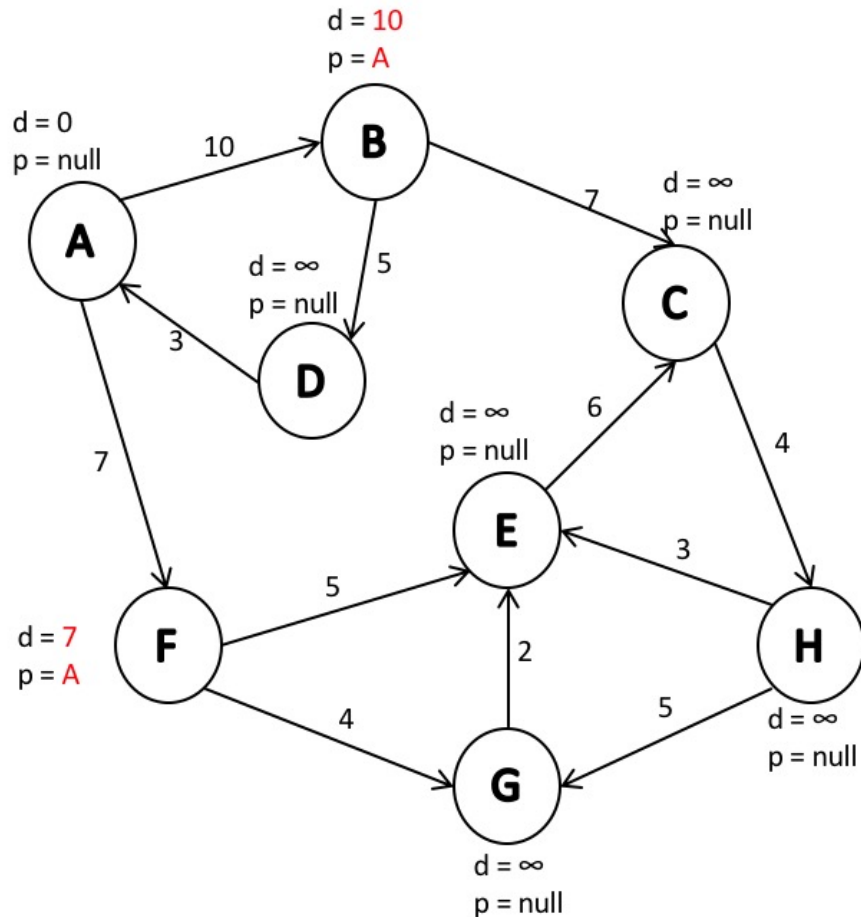 d = 10
p = A
B
d = 0
p = null
10
A
7
d = ∞
p = null
C
5
d = ∞
p = null
3
D
7
6
d = ∞
p = null
4
E
3
5
F
d = 7
p = A
2
H
4
5
d = ∞
p = null
G
d = ∞
p = null